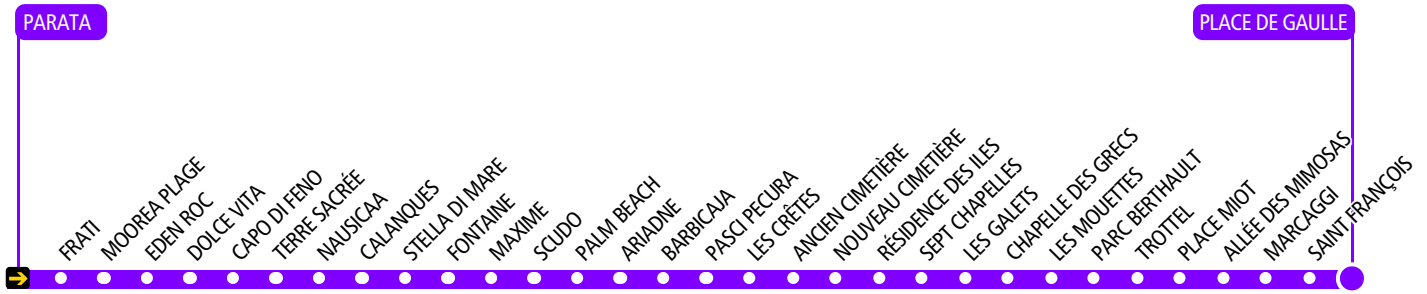 PARATA
PLACE DE GAULLE
FRATI
MOOREA PLAGE
EDEN ROC
DOLCE VITA
CAPO DI FENO
TERRE SACRÉE
NAUSICAA
CALANQUES
STELLA DI MARE
FONTAINE
MAXIME
SCUDO
PALM BEACH
ARIADNE
BARBICAJA
PASCI PECURA
LES CRÊTES
ANCIEN CIMETIÈRE
NOUVEAU CIMETIÈRE
RÉSIDENCE DES ILES
SEPT CHAPELLES
LES GALETS
CHAPELLE DES GRECS
LES MOUETTES
PARC BERTHAULT
TROTTEL
PLACE MIOT
ALLÉE DES MIMOSAS
MARCAGGI
SAINT FRANÇOIS